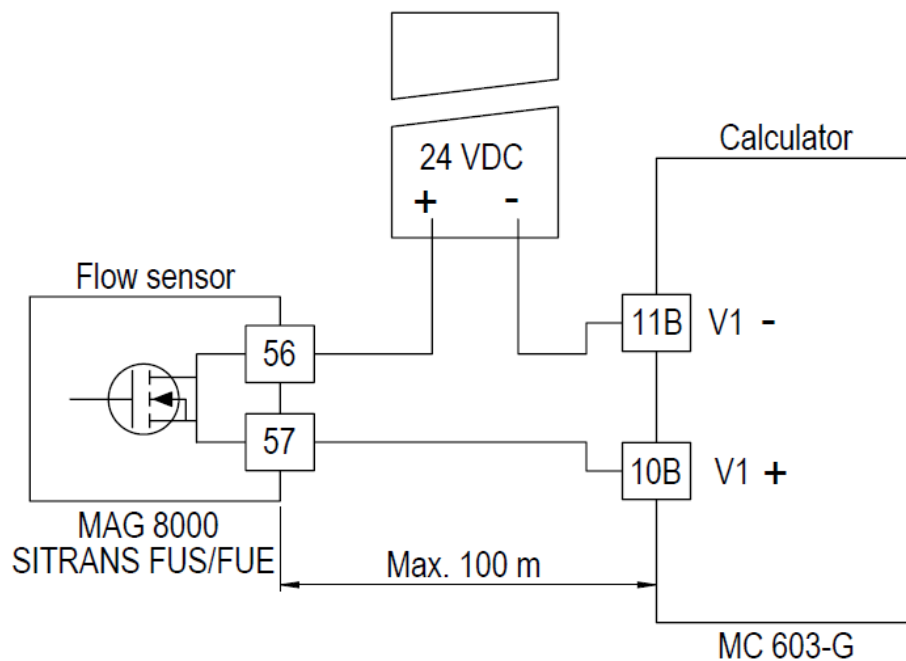 24 VDC
+ -
Calculator
Flow sensor
56
11B V1 -
57
10B V1 +
MAG 8000
SITRANS FUS/FUE
Max. 100 m
MC 603-G